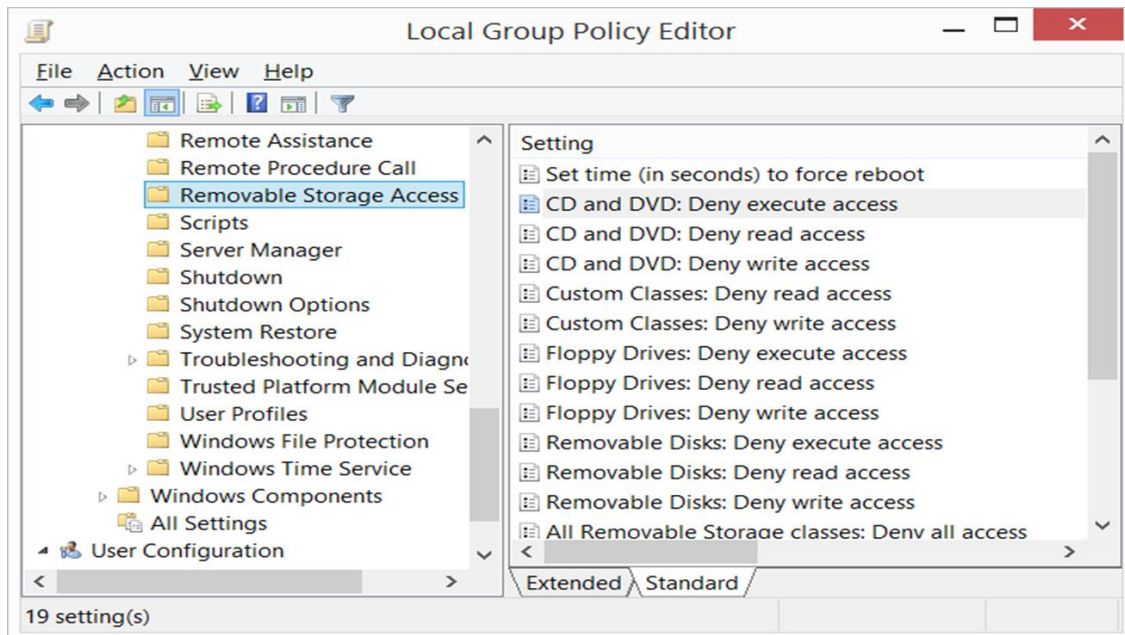 Local Group Policy Editor
File Action View Help
Remote Assistance
Remote Procedure Call
Removable Storage Access
Scripts
Server Manager
Shutdown
Shutdown Options
System Restore
Troubleshooting and Diagno
Trusted Platform Module Se
User Profiles
Windows File Protection
Windows Time Service
Windows Components
All Settings
User Configuration
Setting
Set time (in seconds) to force reboot
CD and DVD: Deny execute access
CD and DVD: Deny read access
CD and DVD: Deny write access
Custom Classes: Deny read access
Custom Classes: Deny write access
Floppy Drives: Deny execute access
Floppy Drives: Deny read access
Floppy Drives: Deny write access
Removable Disks: Deny execute access
Removable Disks: Deny read access
Removable Disks: Deny write access
All Removable Storage classes: Deny all access
Extended Standard
19 setting(s)